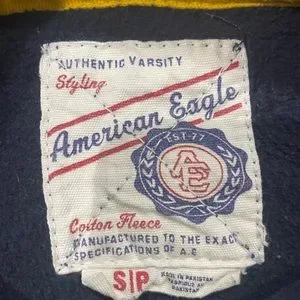 AUTHENTIC VARSITY
Styling
American Eagle
EST 77
AE
Cotton Fleece
MANUFACTURED TO THE EXACT
SPECIFICATIONS OF A.E
S/P
MADE IN PAKISTAN
PAKISTAN